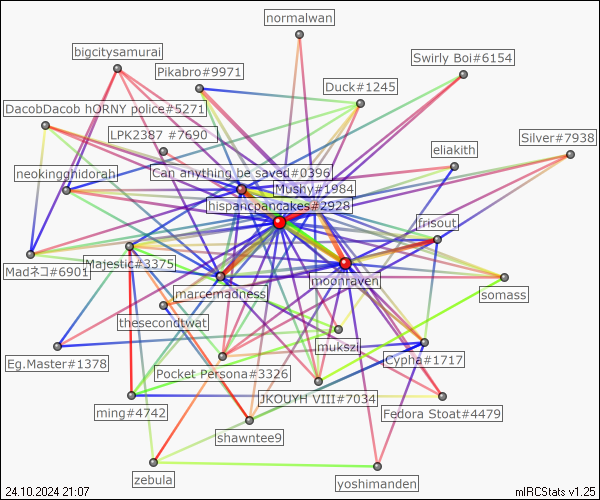 normalwan
bigcitysamurai
Swirly Boi#6154
Pikabro#9971
Duck#1245
DacobDacob hORNY police#5271
LPK2387 #7690
Silver#7938
eliakith
neokingghidorah
Can anything be saved#0396
Mushy#1984
hispancpancakes#2928
frisout
Madネコ#6901
Majestic#3375
marcemadness
moonraven
somass
thesecondtwat
mukszi
Eg.Master#1378
Pocket Persona#3326
Cypha#1717
JKOUYH VIII#7034
ming#4742
Fedora Stoat#4479
shawntee9
zebula
yoshimanden
24.10.2024 21:07
mIRCStats v1.25